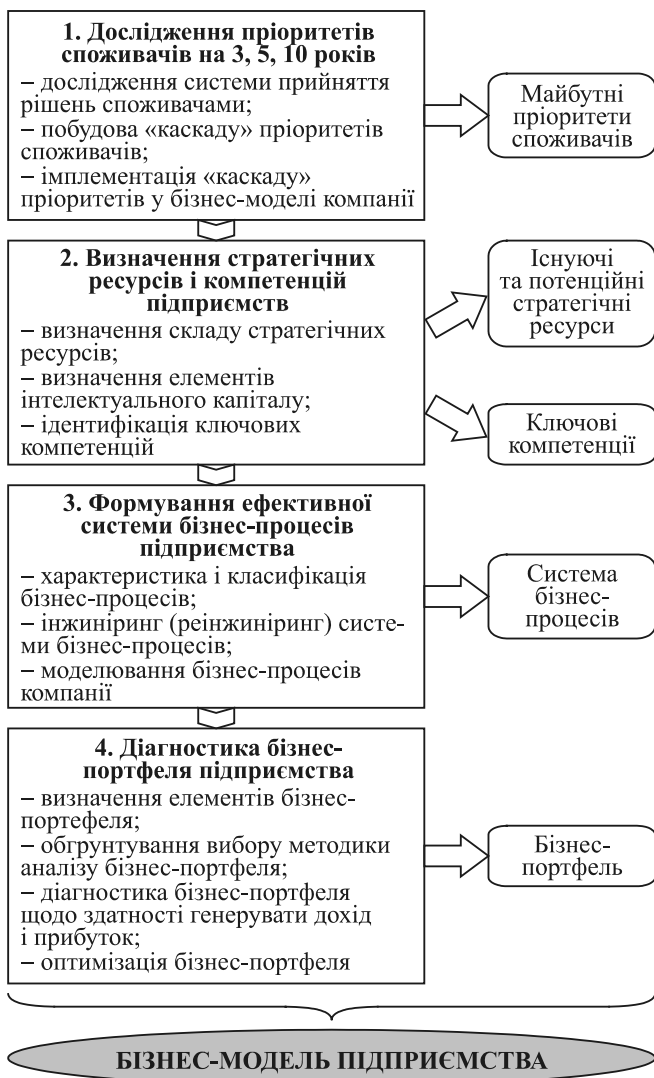 1. Дослідження пріоритетів
споживачів на 3, 5, 10 років
– дослідження системи прийняття
рішень споживачами;
– побудова «каскаду» пріоритетів
споживачів;
– імплементація «каскаду»
пріоритетів у бізнес-моделі компанії
Майбутні
пріоритети
споживачів
2. Визначення стратегічних
ресурсів і компетенцій
підприємств
– визначення складу стратегічних
ресурсів;
– визначення елементів
інтелектуального капіталу;
– ідентифікація ключових
компетенцій
Існуючі
та потенційні
стратегічні
ресурси
Ключові
компетенції
3. Формування ефективної
системи бізнес-процесів
підприємства
– характеристика і класифікація
бізнес-процесів;
– інжиніринг (реінжиніринг) систе-
ми бізнес-процесів;
– моделювання бізнес-процесів
компанії
Система
бізнес-
процесів
4. Діагностика бізнес-
портфеля підприємства
– визначення елементів бізнес-
портефеля;
– обгрунтування вибору методики
аналізу бізнес-портфеля;
– діагностика бізнес-портфеля
щодо здатності генерувати дохід
і прибуток;
– оптимізація бізнес-портфеля
Бізнес-
портфель
БІЗНЕС-МОДЕЛЬ ПІДПРИЄМСТВА